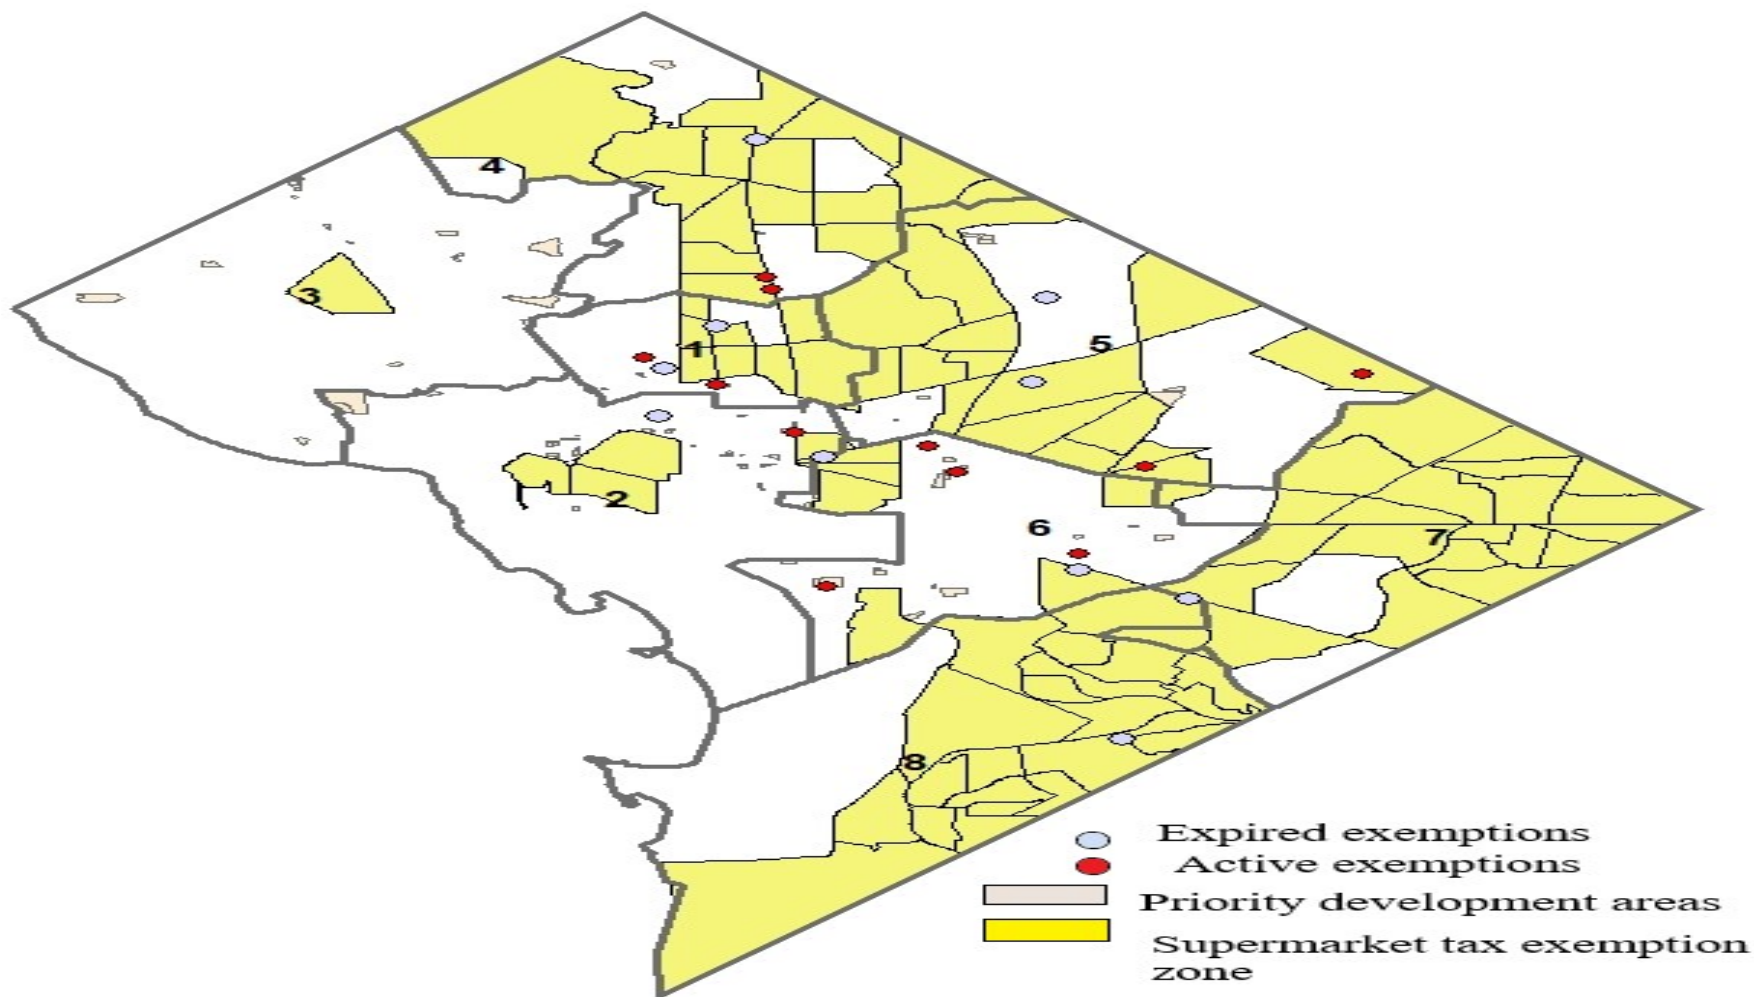 4
3
1
5
2
6
7
8
Expired exemptions
Active exemptions
Priority development areas
Supermarket tax exemption
zone